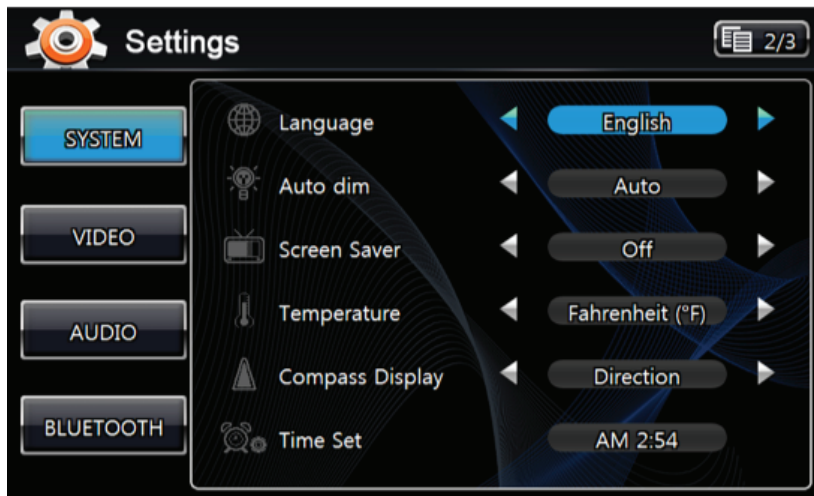 Settings
2/3
SYSTEM
VIDEO
AUDIO
BLUETOOTH
Language English
Auto dim Auto
Screen Saver Off
Temperature Fahrenheit (°F)
Compass Display Direction
Time Set AM 2:54